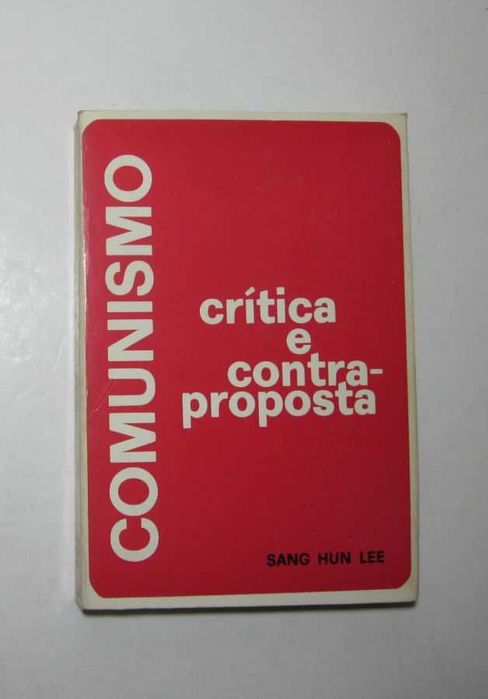 COMUNISMO
crítica
e
contra-
proposta
SANG HUN LEE